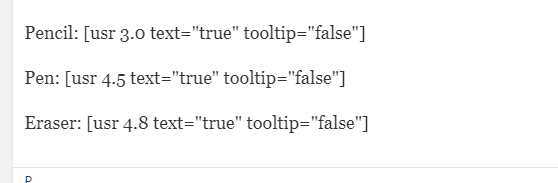 Pencil: [usr 3.0 text="true" tooltip="false"]
Pen: [usr 4.5 text="true" tooltip="false"]
Eraser: [usr 4.8 text="true" tooltip="false"]
P